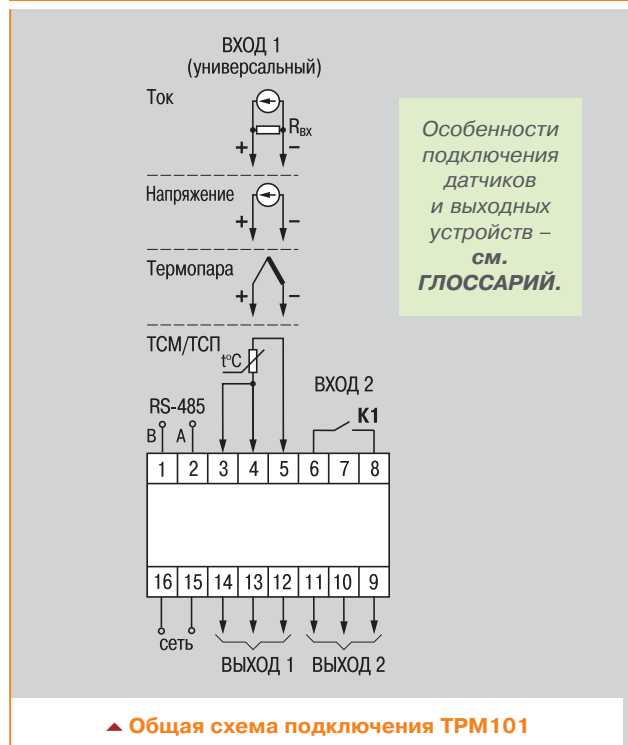 ВХОД 1
(универсальный)
Ток
Rвх
+ –
Напряжение
+ –
Термопара
+ –
ТСМ/ТСП
t°C
ВХОД 2
RS-485
K1
B A
1 2 3 4 5 6 7 8
16 15 14 13 12 11 10 9
сеть
ВЫХОД 1 ВЫХОД 2
Особенности
подключения
датчиков
и выходных
устройств –
см.
ГЛОССАРИЙ.
Общая схема подключения ТРМ101